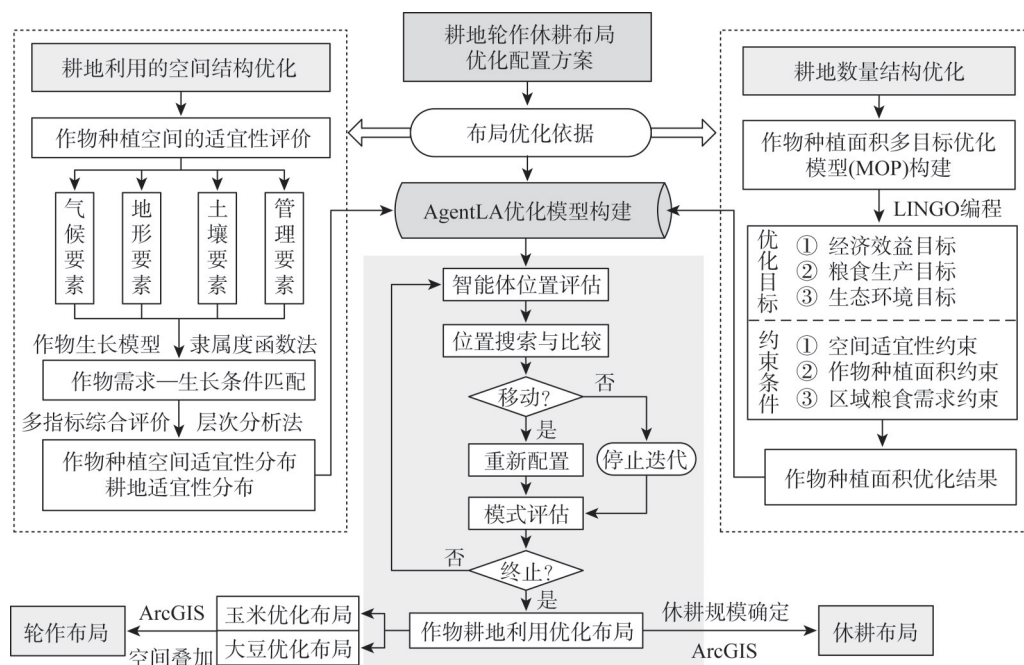 耕地利用的空间结构优化
作物种植空间的适宜性评价
气候要素
地形要素
土壤要素
管理要素
作物生长模型
隶属度函数法
作物需求—生长条件匹配
多指标综合评价
层次分析法
作物种植空间适宜性分布
耕地适宜性分布
耕地轮作休耕布局
优化配置方案
布局优化依据
AgentLA优化模型构建
智能体位置评估
位置搜索与比较
移动?
否
是
重新配置
停止迭代
模式评估
否
终止?
是
作物耕地利用优化布局
耕地数量结构优化
作物种植面积多目标优化
模型(MOP)构建
LINGO编程
优化目标
① 经济效益目标
② 粮食生产目标
③ 生态环境目标
约束条件
① 空间适宜性约束
② 作物种植面积约束
③ 区域粮食需求约束
作物种植面积优化结果
轮作布局
ArcGIS
空间叠加
玉米优化布局
大豆优化布局
休耕规模确定
ArcGIS
休耕布局